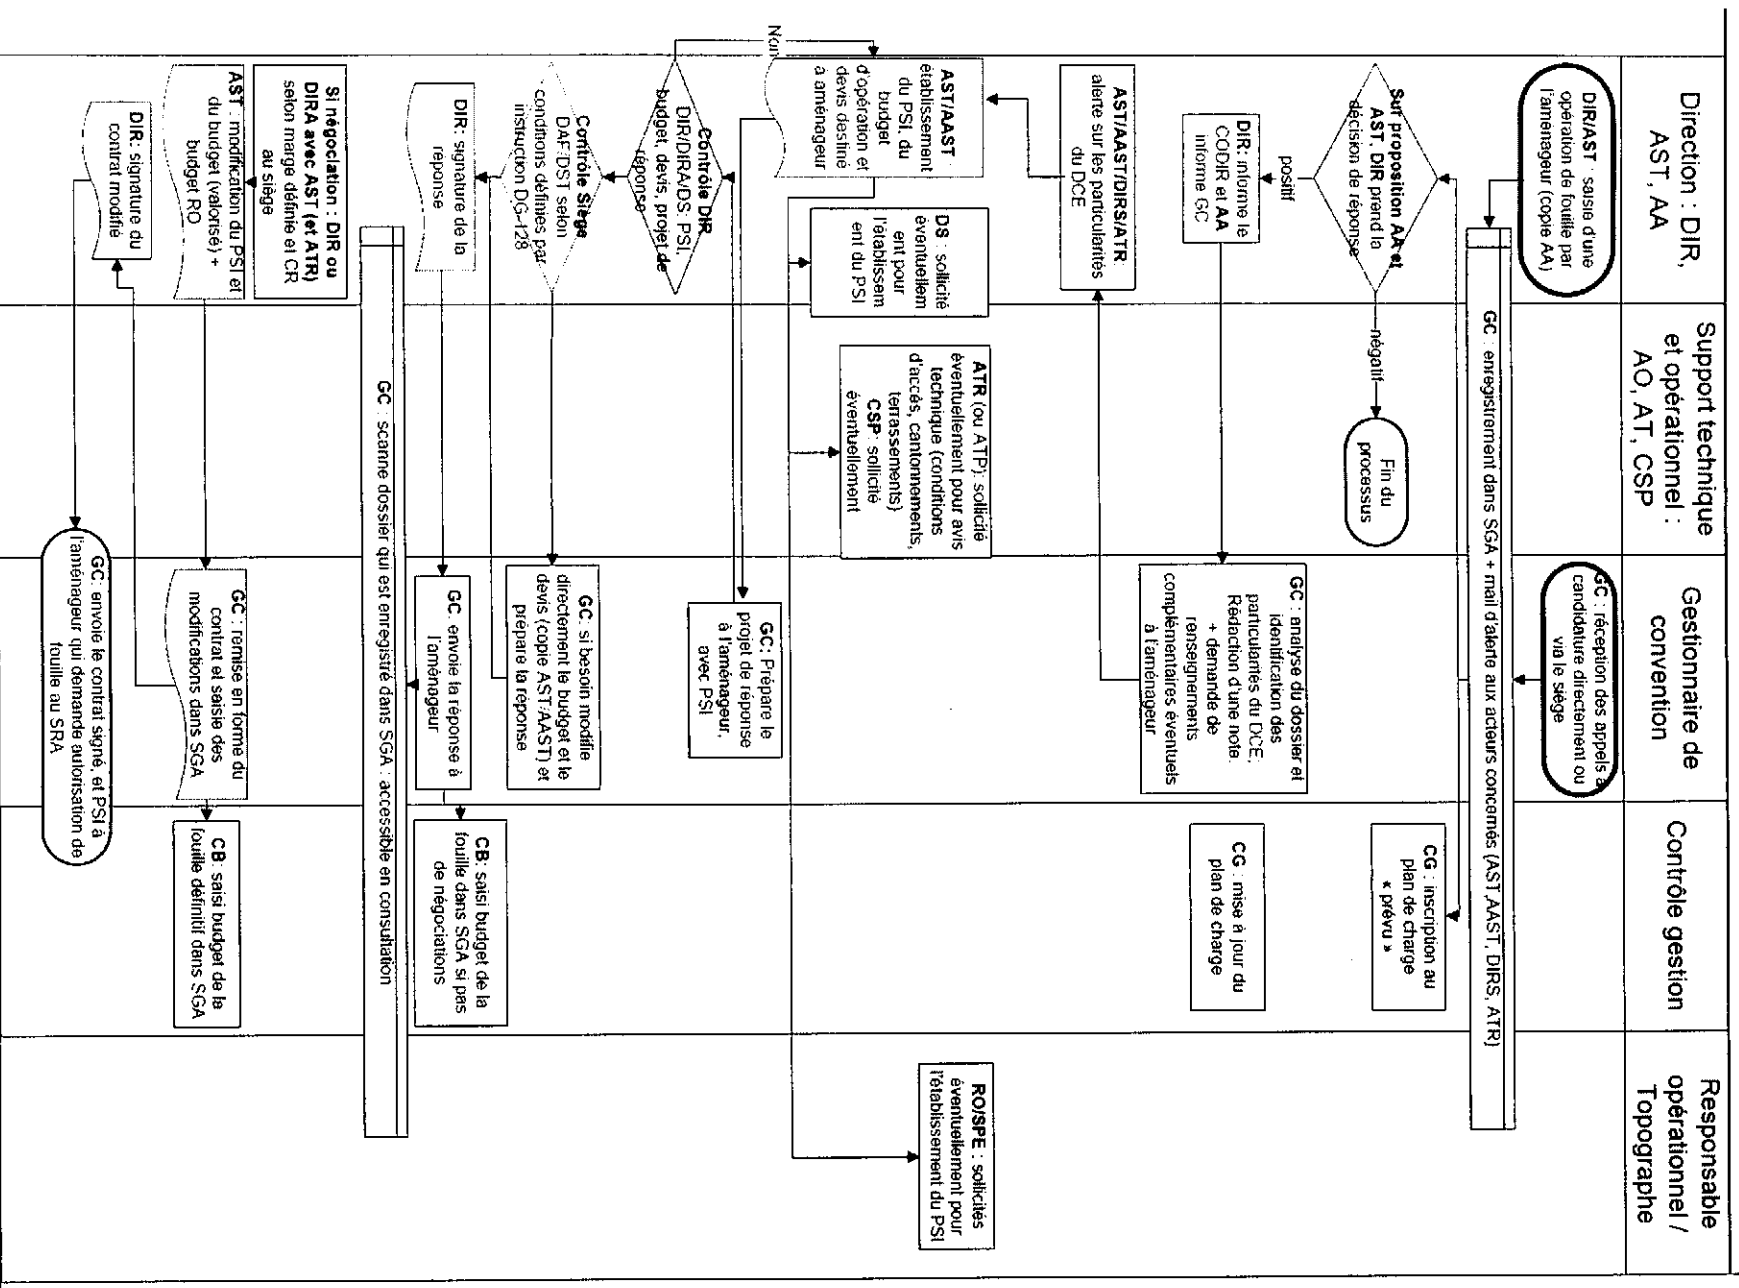 Direction : DIR,
AST, AA
Support technique
et opérationnel :
AO, AT, CSP
Gestionnaire de
convention
Contrôle gestion
Responsable
opérationnel /
Topographe
DIR/AST : saisie d'une
opération de fouille par
l'aménageur (copie AA)
GC : réception des appels à
candidature directement ou
via le siège
GC : enregistrement dans SGA + mail d'alerte aux acteurs concernés (AST, AAST, DIRS, ATR)
Sur proposition AA et
AST, DIR prend la
décision de réponse
négatif
positif
Fin du
processus
CG : inscription au
plan de charge
« prévu »
DIR: informe le
CODIR et AA
informe GC
GC : analyse du dossier et
identification des
particularités du DCE,
Rédaction d'une note.
+ demande de
renseignements
complémentaires éventuels
à l'aménageur
CG : mise à jour du
plan de charge
AST/AAST/DIRS/ATR:
alerte sur les particularités
du DCE
AST/AAST :
établissement
du PSI, du
budget
d'opération et
devis destiné
à aménageur
DS : sollicité
éventuellem
ent pour
l'établissem
ent du PSI
ATR (ou ATP): sollicité
éventuellement pour avis
technique (conditions
d'accès, cantonnements,
terrassements)
CSP: sollicité
éventuellement
RO/SPE : sollicités
éventuellement pour
l'établissement du PSI
Non
Contrôle DIR
DIR/DIRA/DS: PSI,
budget, devis, projet de
réponse
GC: Prépare le
projet de réponse
à l'aménageur,
avec PSI
Contrôle Siège
DAF/DST selon
conditions définies par
instruction DG-128
GC: si besoin modifie
directement le budget et le
devis (copie AST/AAST) et
prépare la réponse
DIR: signature de la
réponse
GC: envoie la réponse à
l'aménageur
CB: saisi budget de la
fouille dans SGA si pas
de négociations
GC : scanne dossier qui est enregistré dans SGA : accessible en consultation
Si négociation : DIR ou
DIRA avec AST (et ATR)
selon marge définie et CR
au siège
AST : modification du PSI et
du budget (valorisé) +
budget RO
GC : remise en forme du
contrat et saisie des
modifications dans SGA
CB: saisi budget de la
fouille définitif dans SGA
DIR: signature du
contrat modifié
GC: envoie le contrat signé, et PSI à
l'aménageur qui demande autorisation de
fouille au SRA